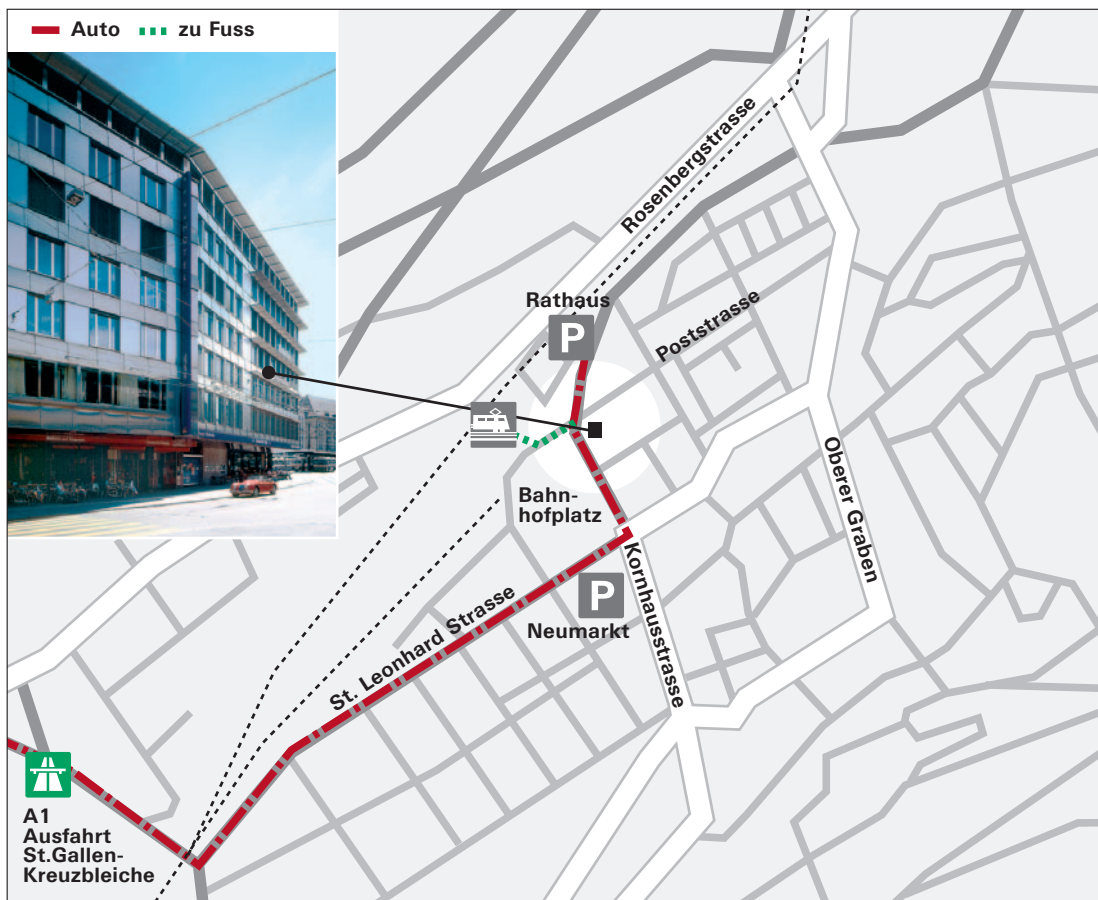 Auto zu Fuss
Rosenbergstrasse
Rathaus
P
Poststrasse
Bahn-
hofplatz
Oberer Graben
Kornhausstrasse
P
Neumarkt
St. Leonhard Strasse
A1
Ausfahrt
St.Gallen-
Kreuzbleiche